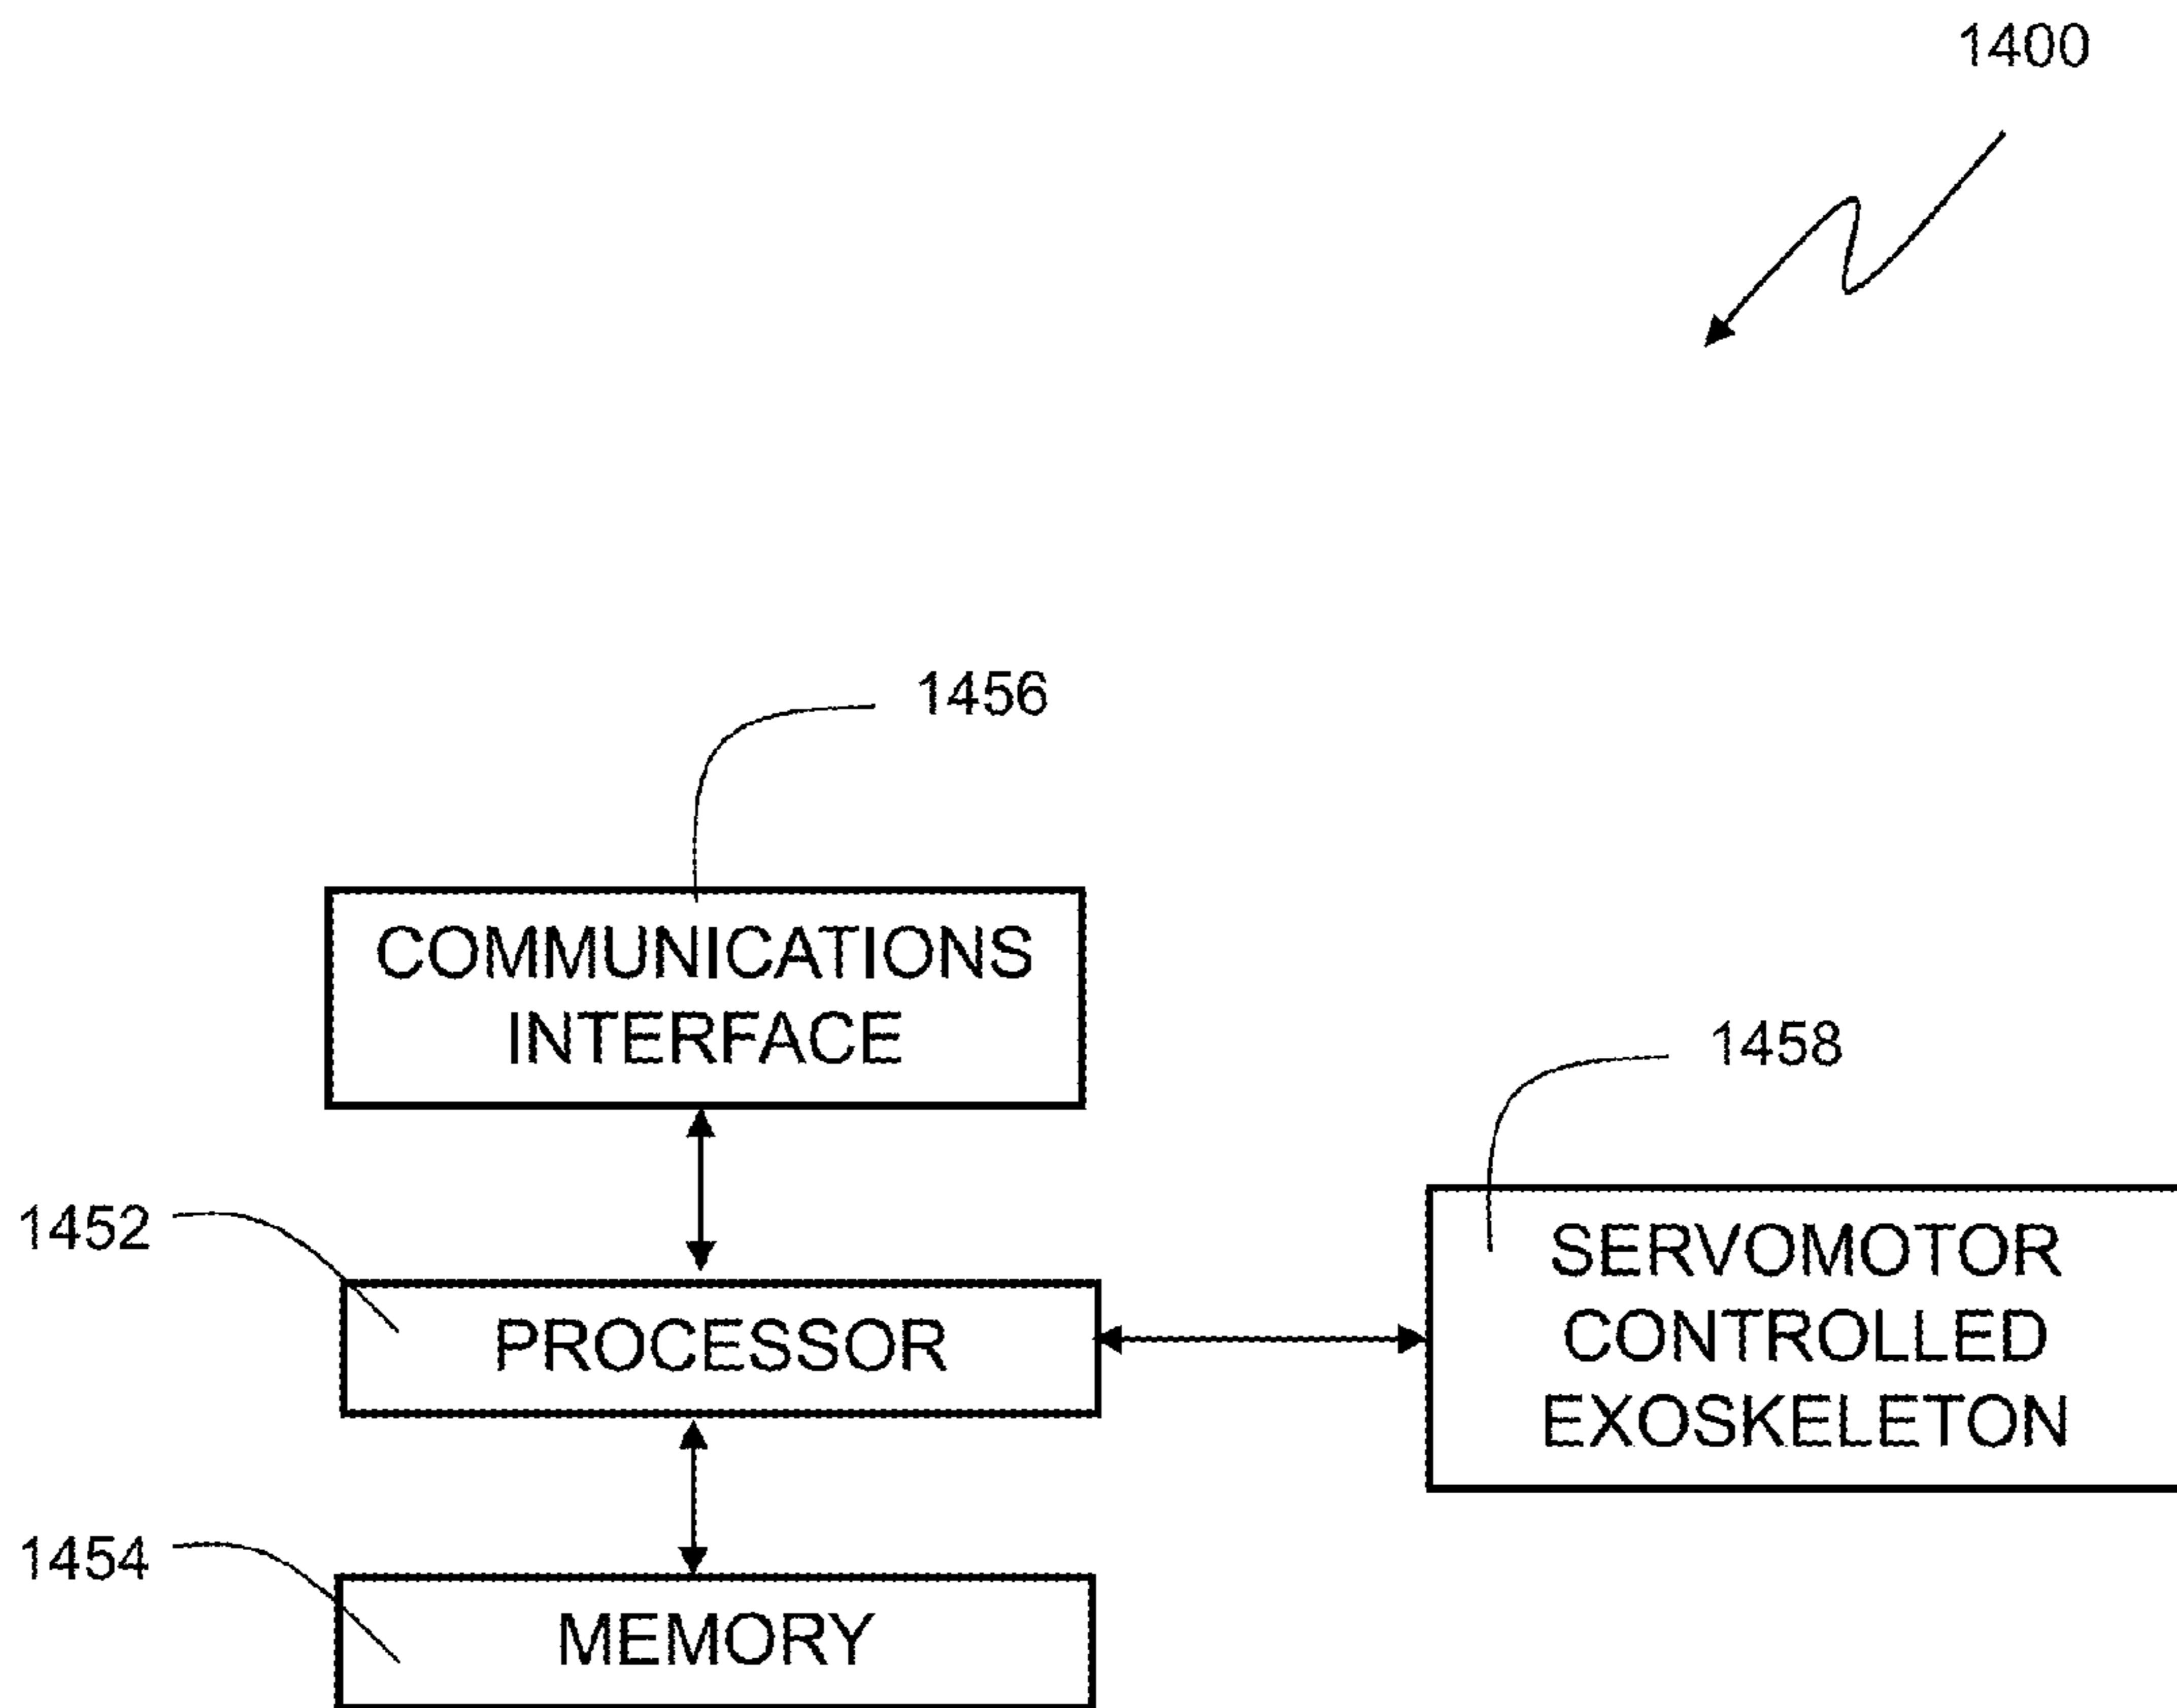 1400
1456
COMMUNICATIONS
INTERFACE
1458
1452
PROCESSOR
SERVOMOTOR
CONTROLLED
EXOSKELETON
1454
MEMORY